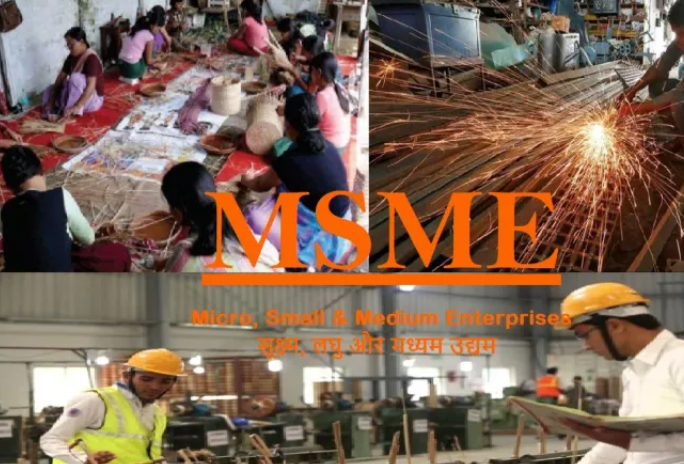 MSME
Micro, Small & Medium Enterprises
सूक्ष्म, लघु और मध्यम उद्यम